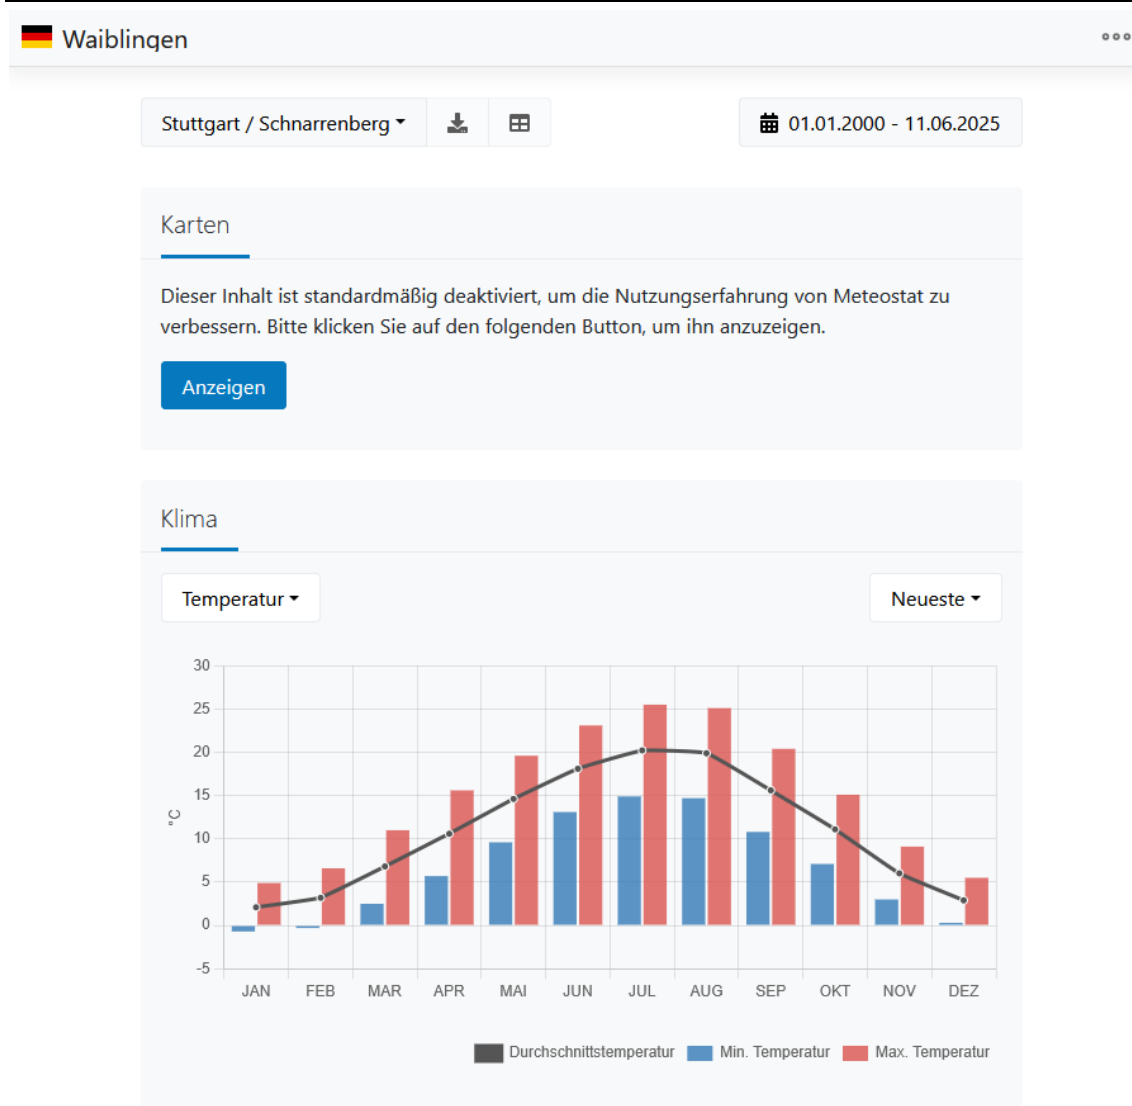 Waiblingen
Stuttgart / Schnarrenberg
01.01.2000 - 11.06.2025
Karten
Dieser Inhalt ist standardmäßig deaktiviert, um die Nutzungserfahrung von Meteostat zu
verbessern. Bitte klicken Sie auf den folgenden Button, um ihn anzuzeigen.
Anzeigen
Klima
Temperatur
Neueste
30
25
20
15
10
5
0
-5
°C
JAN FEB MAR APR MAI JUN JUL AUG SEP OKT NOV DEZ
Durchschnittstemperatur Min. Temperatur Max. Temperatur